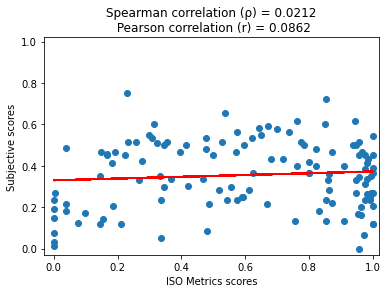 Spearman correlation (ρ) = 0.0212
Pearson correlation (r) = 0.0862
1.0
0.8
0.6
0.4
0.2
0.0
Subjective scores
0.0 0.2 0.4 0.6 0.8 1.0
ISO Metrics scores